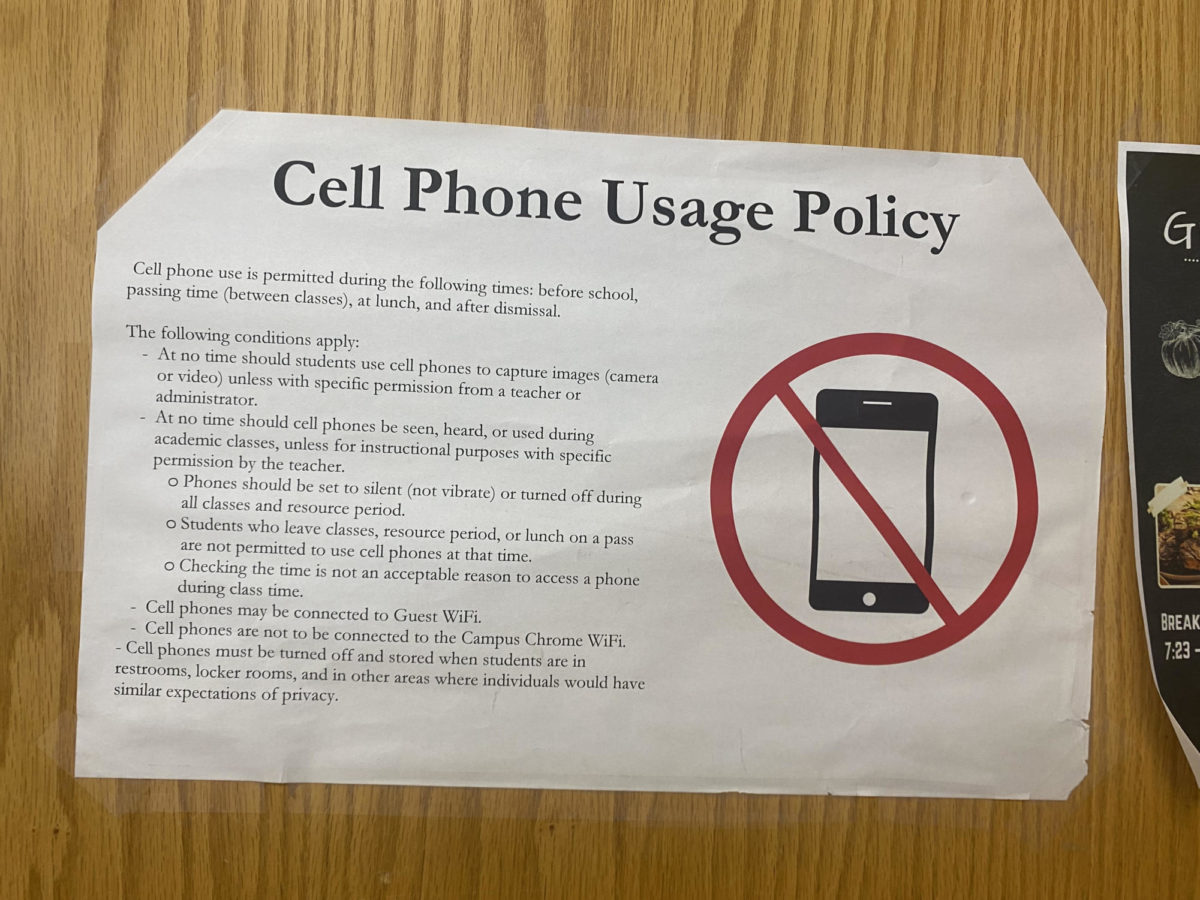 Cell Phone Usage Policy
Cell phone use is permitted during the following times: before school,
passing time (between classes), at lunch, and after dismissal.
The following conditions apply:
- At no time should students use cell phones to capture images (camera
or video) unless with specific permission from a teacher or
administrator.
- At no time should cell phones be seen, heard, or used during
academic classes, unless for instructional purposes with specific
permission by the teacher.
o Phones should be set to silent (not vibrate) or turned off during
all classes and resource period.
o Students who leave classes, resource period, or lunch on a pass
are not permitted to use cell phones at that time.
o Checking the time is not an acceptable reason to access a phone
during class time.
- Cell phones may be connected to Guest WiFi.
- Cell phones are not to be connected to the Campus Chrome WiFi.
- Cell phones must be turned off and stored when students are in
restrooms, locker rooms, and in other areas where individuals would have
similar expectations of privacy.
G
BREAK
7:23 -